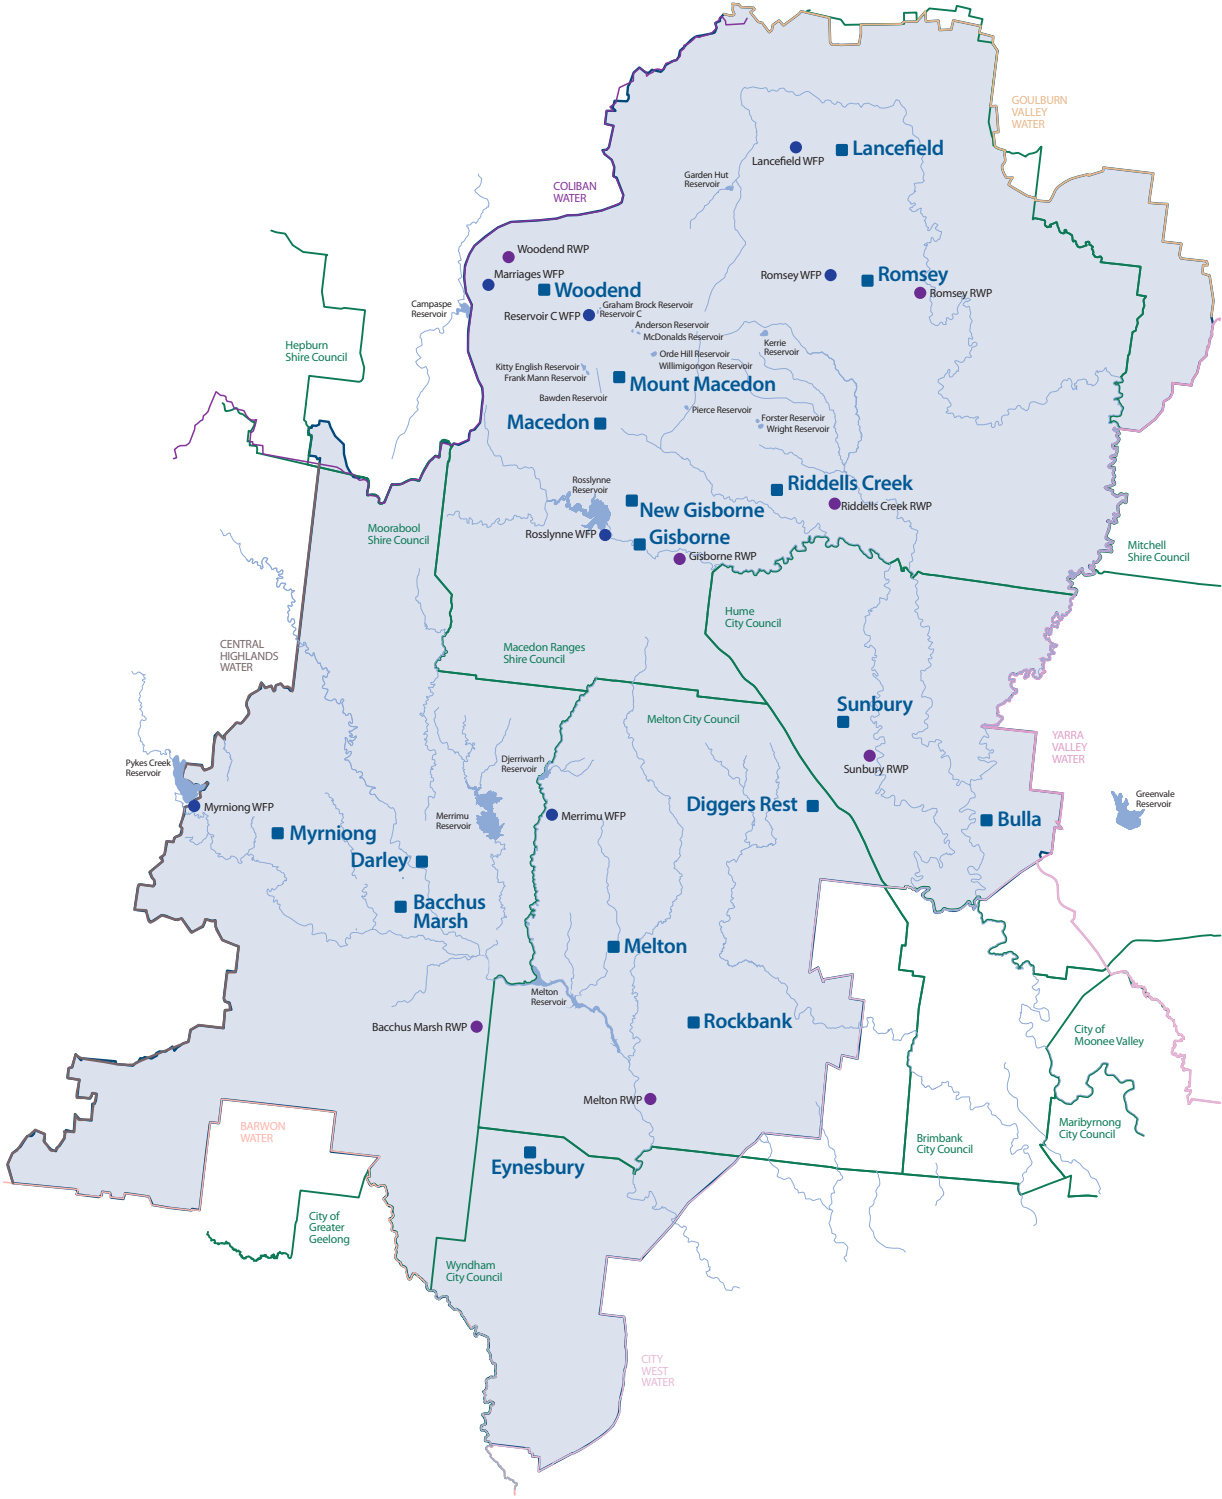 GOULBURN
VALLEY
WATER
Lancefield
Lancefield WFP
Garden Hut
Reservoir
COLIBAN
WATER
Woodend RWP
Marriages WFP
Woodend
Romsey WFP
Romsey
Romsey RWP
Campaspe
Reservoir
Graham Brock Reservoir
Reservoir C WFP
Reservoir C
Anderson Reservoir
McDonalds Reservoir
Kerrie
Reservoir
Hepburn
Shire Council
Orde Hill Reservoir
Willimigongon Reservoir
Kitty English Reservoir
Frank Mann Reservoir
Mount Macedon
Bawden Reservoir
Pierce Reservoir
Forster Reservoir
Wright Reservoir
Macedon
Rosslynne
Reservoir
Riddells Creek
Riddells Creek RWP
New Gisborne
Moorabool
Shire Council
Rosslynne WFP
Gisborne
Gisborne RWP
Mitchell
Shire Council
Hume
City Council
CENTRAL
HIGHLANDS
WATER
Macedon Ranges
Shire Council
Sunbury
Melton City Council
YARRA
VALLEY
WATER
Pykes Creek
Reservoir
Djerriwarrh
Reservoir
Sunbury RWP
Greenvale
Reservoir
Myrniong WFP
Merrimu
Reservoir
Merrimu WFP
Diggers Rest
Bulla
Myrniong
Darley
Bacchus
Marsh
Melton
Melton
Reservoir
Rockbank
Bacchus Marsh RWP
City of
Moonee Valley
Melton RWP
BARWON
WATER
Brimbank
City Council
Maribyrnong
City Council
Eynesbury
City of
Greater
Geelong
Wyndham
City Council
CITY
WEST
WATER